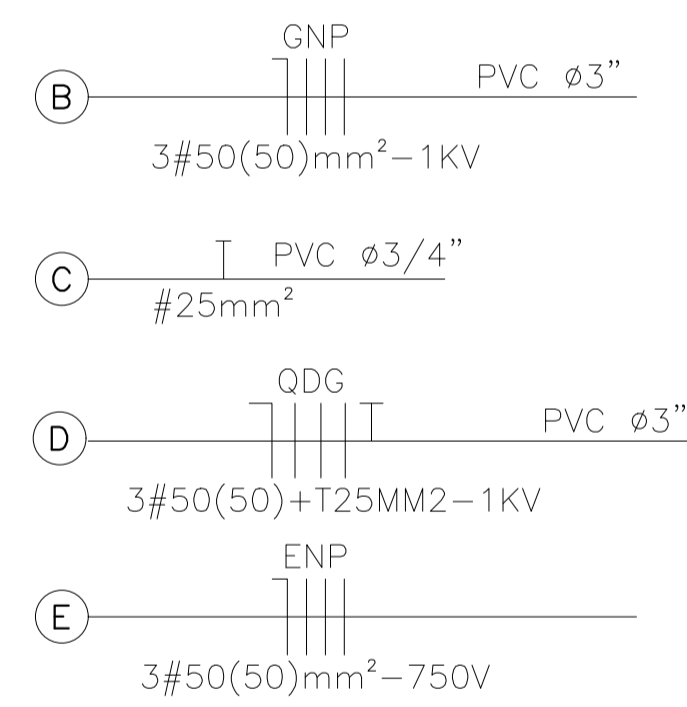 GNP
B
PVC ø3”
3#50(50)mm²−1KV
PVC ø3/4”
C
#25mm²
QDG
D
PVC ø3”
3#50(50)+T25MM2−1KV
ENP
E
3#50(50)mm²−750V